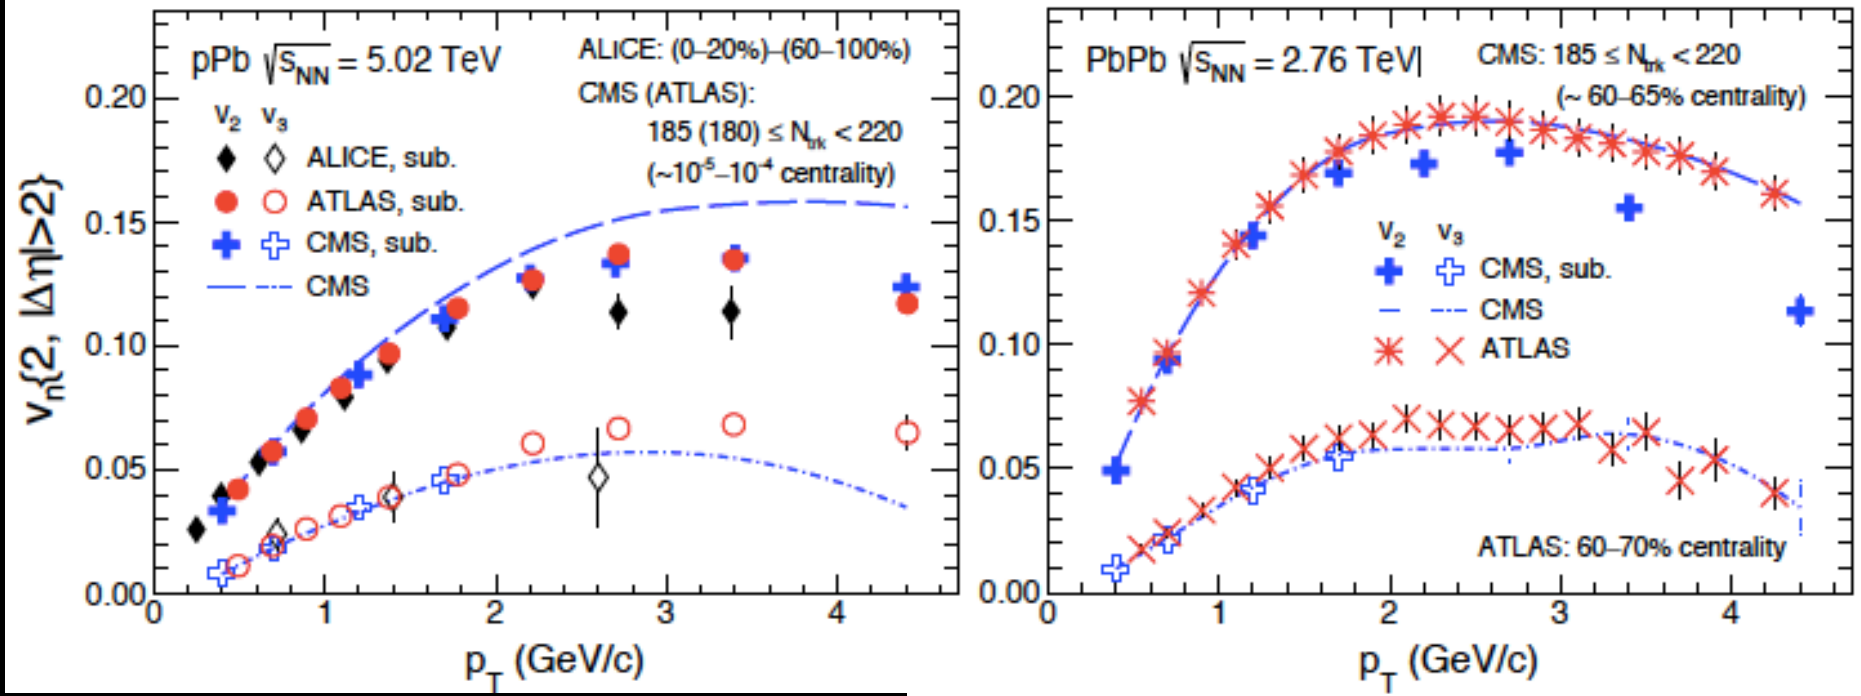 pPb √sNN = 5.02 TeV
ALICE: (0–20%)–(60–100%)
CMS (ATLAS):
185 (180) ≤ Ntrk < 220
(~10-5–10-4 centrality)
v2 v3
ALICE, sub.
ATLAS, sub.
CMS, sub.
CMS
0.20
0.15
0.10
0.05
0.00
vn{2, |Δη|>2}
0 1 2 3 4
pT (GeV/c)
PbPb √sNN = 2.76 TeV|
CMS: 185 ≤ Ntrk < 220
(~ 60–65% centrality)
v2 v3
CMS, sub.
CMS
ATLAS
ATLAS: 60–70% centrality
0.20
0.15
0.10
0.05
0.00
0 1 2 3 4
pT (GeV/c)